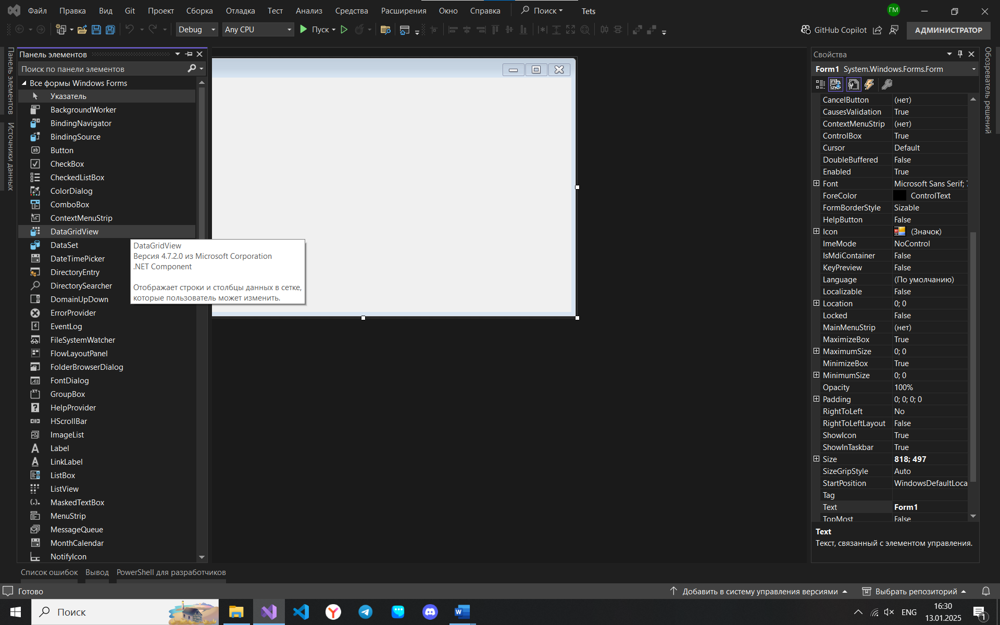 Файл Правка Вид Git Проект Сборка Отладка Тест Анализ Средства Расширения Окно Справка Поиск Tets ГМ
Debug Any CPU Пуск GitHub Copilot АДМИНИСТРАТОР
Панель элементов
Источники данных
Панель элементов
Поиск по панели элементов
Все формы Windows Forms
Указатель
BackgroundWorker
BindingNavigator
BindingSource
Button
CheckBox
CheckedListBox
ColorDialog
ComboBox
ContextMenuStrip
DataGridView
DataSet
DateTimePicker
DirectoryEntry
DirectorySearcher
DomainUpDown
ErrorProvider
EventLog
FileSystemWatcher
FlowLayoutPanel
FolderBrowserDialog
FontDialog
GroupBox
HelpProvider
HScrollBar
ImageList
Label
LinkLabel
ListBox
ListView
MaskedTextBox
MenuStrip
MessageQueue
MonthCalendar
NotifyIcon
DataGridView
Версия 4.7.2.0 из Microsoft Corporation
.NET Component
Отображает строки и столбцы данных в сетке,
которые пользователь может изменить.
Свойства
Form1 System.Windows.Forms.Form
CancelButton (нет)
CausesValidation True
ContextMenuStrip (нет)
ControlBox True
Cursor Default
DoubleBuffered False
Enabled True
Font Microsoft Sans Serif;
ForeColor ControlText
FormBorderStyle Sizable
HelpButton False
Icon (Значок)
ImeMode NoControl
IsMdiContainer False
KeyPreview False
Language (По умолчанию)
Localizable False
Location 0; 0
Locked False
MainMenuStrip (нет)
MaximizeBox True
MaximumSize 0; 0
MinimizeBox True
MinimumSize 0; 0
Opacity 100%
Padding 0; 0; 0; 0
RightToLeft No
RightToLeftLayout False
ShowIcon True
ShowInTaskbar True
Size 818; 497
SizeGripStyle Auto
StartPosition WindowsDefaultLoca
Tag
Text Form1
TopMost False
Text
Текст, связанный с элементом управления.
Обозреватель решений
Список ошибок Вывод PowerShell для разработчиков
Готово Добавить в систему управления версиями Выбрать репозиторий
Поиск ENG 16:30
13.01.2025 1